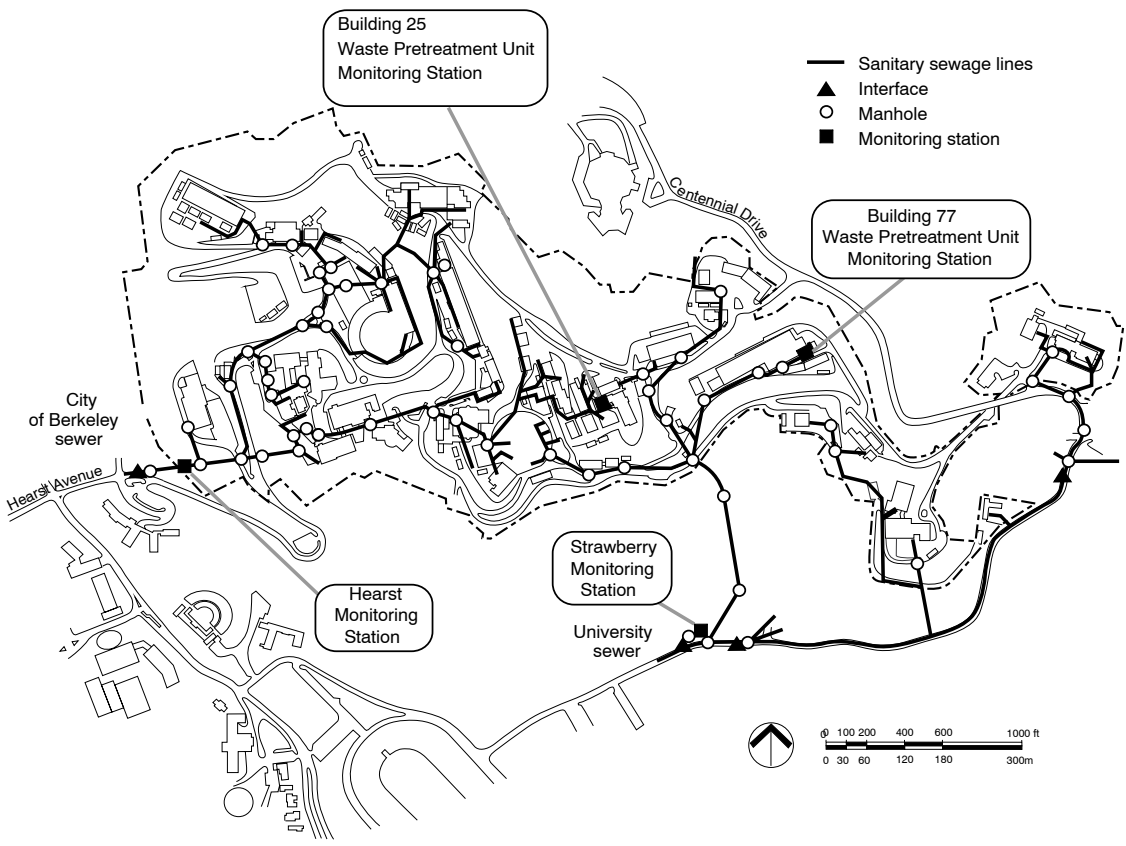 Building 25
Waste Pretreatment Unit
Monitoring Station
Sanitary sewage lines
Interface
Manhole
Monitoring station
Centennial Drive
Building 77
Waste Pretreatment Unit
Monitoring Station
City
of Berkeley
sewer
Hearst Avenue
Strawberry
Monitoring
Station
Hearst
Monitoring
Station
University
sewer
0 100 200 400 600 1000 ft
0 30 60 120 180 300m